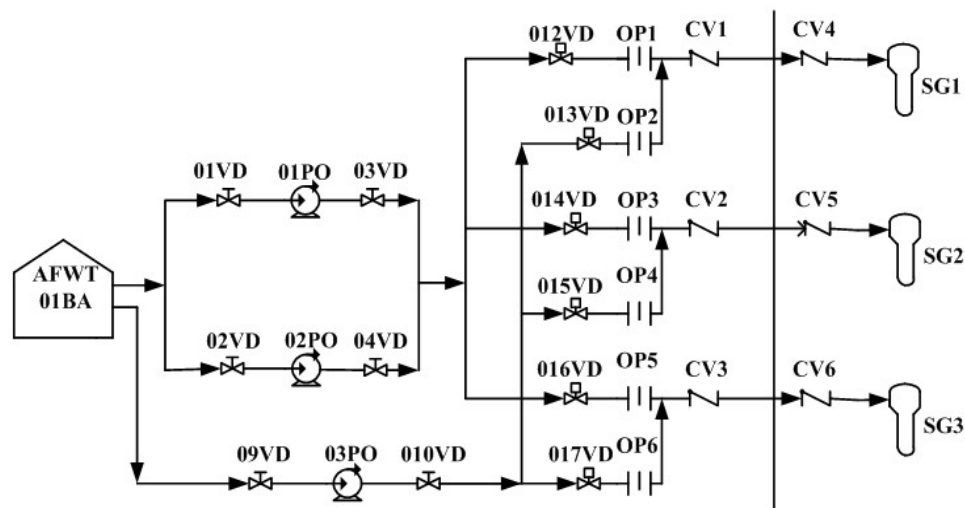 012VD OP1 CV1 CV4
SG1
013VD OP2
01VD 01PO 03VD
014VD OP3 CV2 CV5
SG2
AFWT
01BA
015VD OP4
02VD 02PO 04VD
016VD OP5 CV3 CV6
SG3
09VD 03PO 010VD
017VD OP6